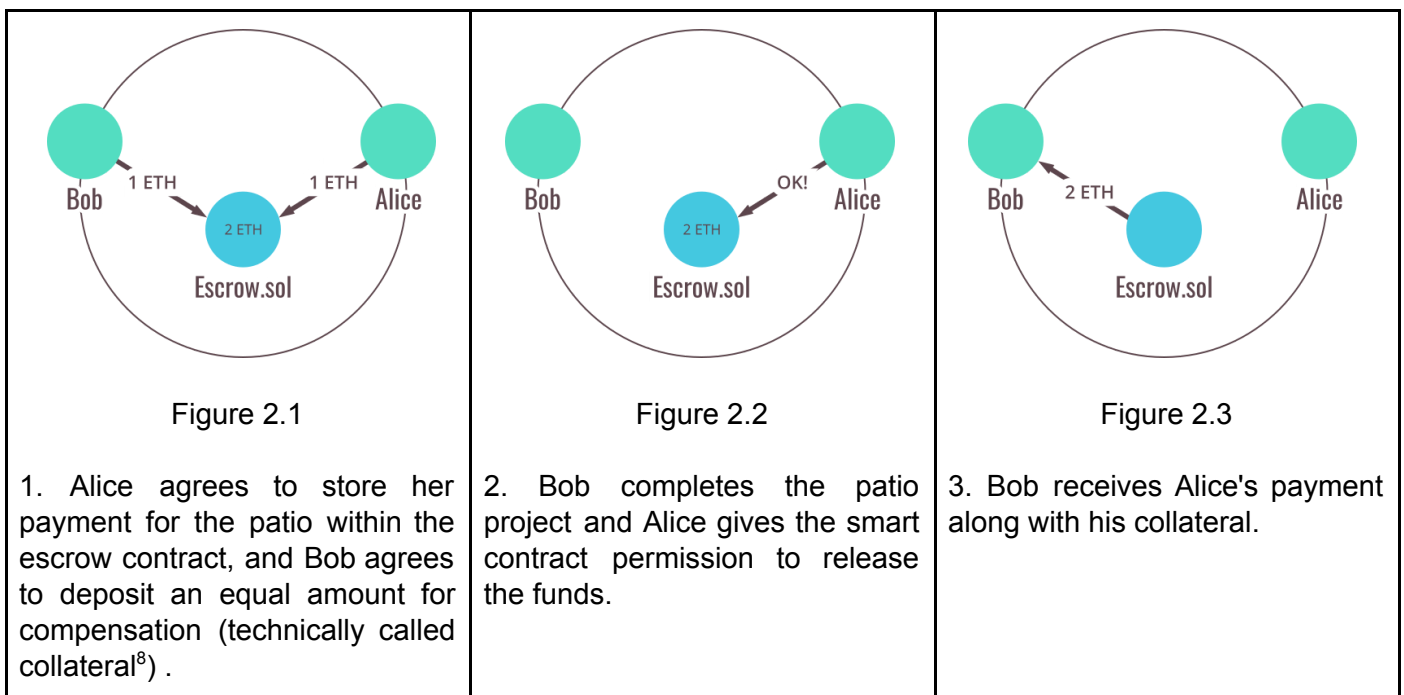 1 ETH
1 ETH
Bob
Alice
2 ETH
Escrow.sol
Figure 2.1
1. Alice agrees to store her
payment for the patio within the
escrow contract, and Bob agrees
to deposit an equal amount for
compensation (technically called
collateral⁸) .
OK!
Bob
Alice
2 ETH
Escrow.sol
Figure 2.2
2. Bob completes the patio
project and Alice gives the smart
contract permission to release
the funds.
2 ETH
Bob
Alice
Escrow.sol
Figure 2.3
3. Bob receives Alice's payment
along with his collateral.